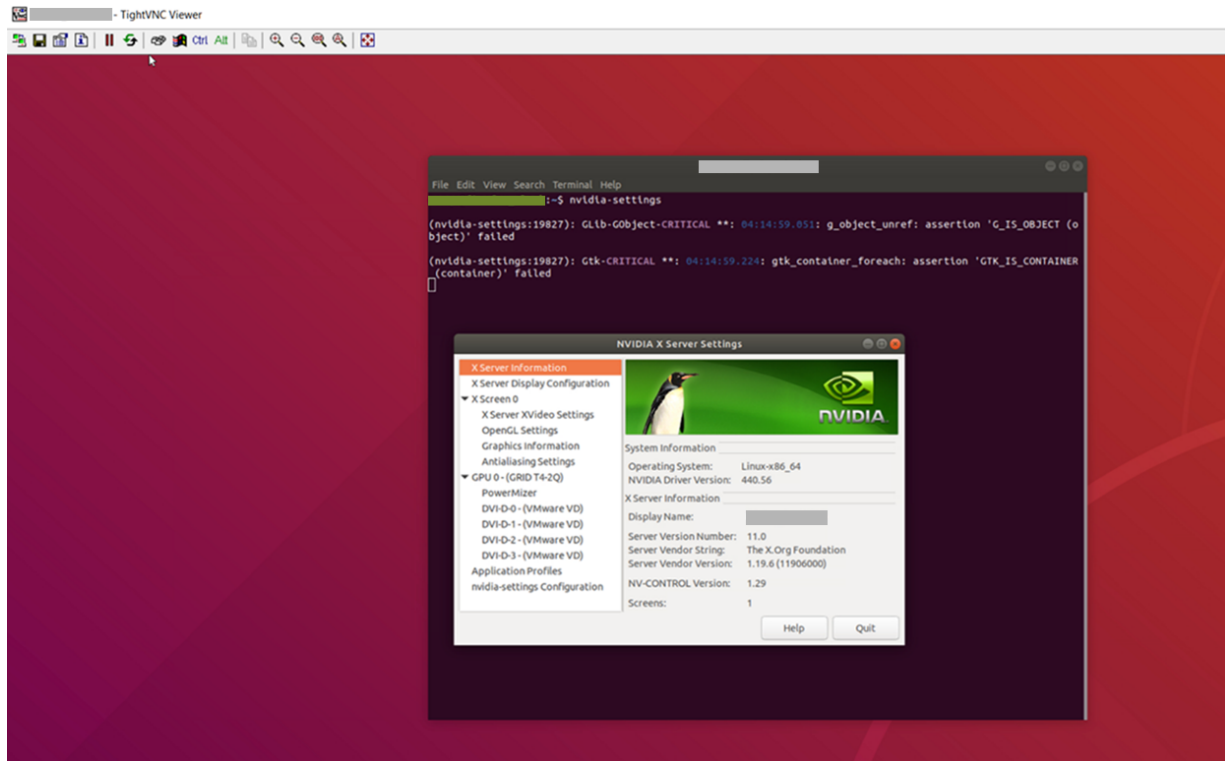 - TightVNC Viewer
Ctrl Alt
File Edit View Search Terminal Help
:~$ nvidia-settings
(nvidia-settings:19827): GLib-GObject-CRITICAL **: 04:14:59.051: g_object_unref: assertion 'G_IS_OBJECT (o
bject)' failed
(nvidia-settings:19827): Gtk-CRITICAL **: 04:14:59.224: gtk_container_foreach: assertion 'GTK_IS_CONTAINER
(container)' failed
NVIDIA X Server Settings
X Server Information
X Server Display Configuration
X Screen 0
X Server XVideo Settings
OpenGL Settings
Graphics Information
Antialiasing Settings
GPU 0 - (GRID T4-2Q)
PowerMizer
DVI-D-0 - (VMware VD)
DVI-D-1 - (VMware VD)
DVI-D-2 - (VMware VD)
DVI-D-3 - (VMware VD)
Application Profiles
nvidia-settings Configuration
NVIDIA.
System Information
Operating System: Linux-x86_64
NVIDIA Driver Version: 440.56
X Server Information
Display Name:
Server Version Number: 11.0
Server Vendor String: The X.Org Foundation
Server Vendor Version: 1.19.6 (11906000)
NV-CONTROL Version: 1.29
Screens: 1
Help Quit